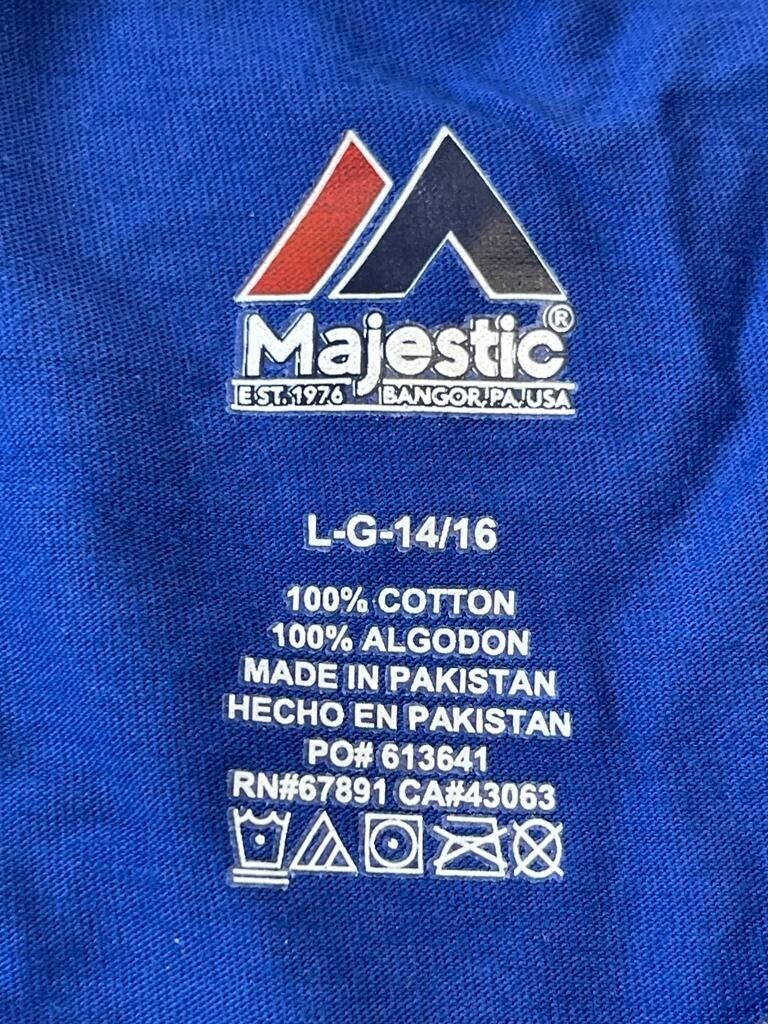 Majestic®
EST.1976 BANGOR,PA,USA
L-G-14/16
100% COTTON
100% ALGODON
MADE IN PAKISTAN
HECHO EN PAKISTAN
PO# 613641
RN#67891 CA#43063